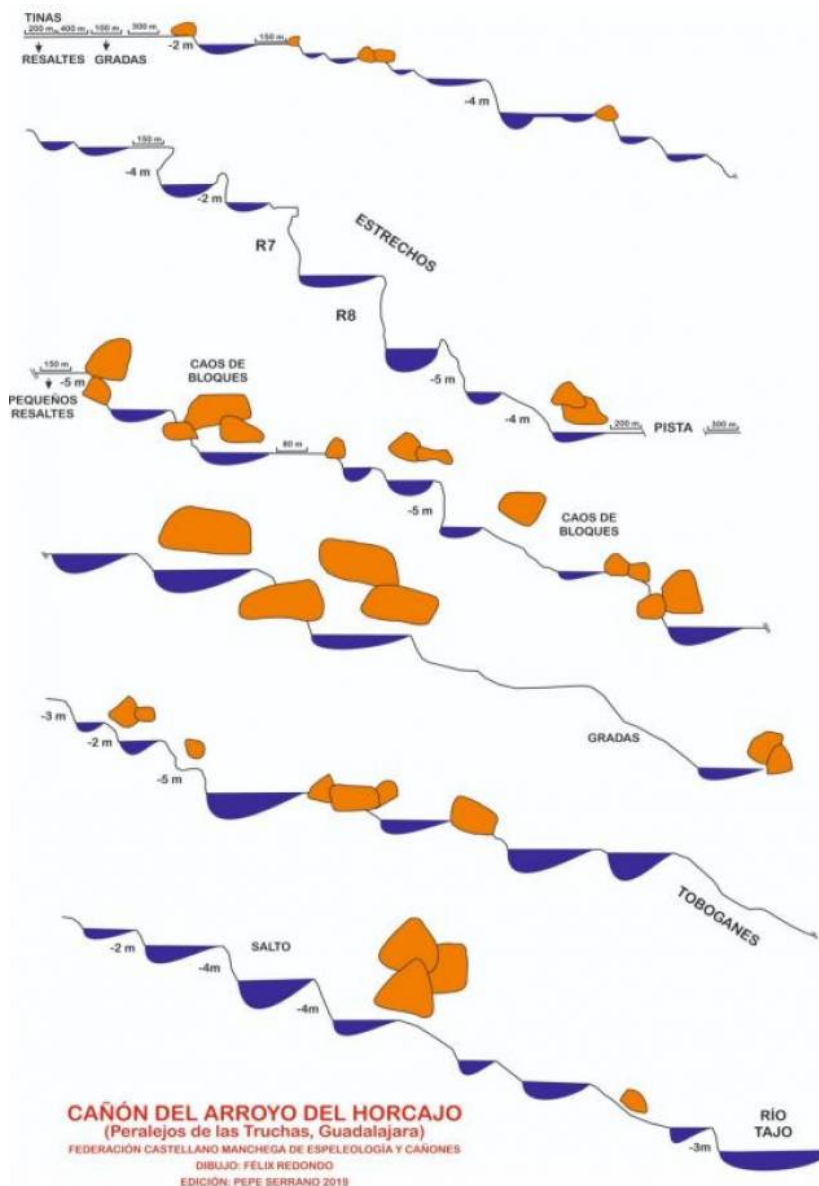 TINAS
200 m 400 m 100 m 300 m
RESALTES GRADAS
-2 m
150 m
-4 m
150 m
-4 m
-2 m
R7
ESTRECHOS
R8
-5 m
-4 m
200 m
PISTA
300 m
150 m
-5 m
PEQUEÑOS
RESALTES
CAOS DE
BLOQUES
80 m
-5 m
CAOS DE
BLOQUES
GRADAS
-3 m
-2 m
-5 m
TOBOGANES
-2 m
SALTO
-4m
-4m
-3m
RÍO
TAJO
CAÑÓN DEL ARROYO DEL HORCAJO
(Peralejos de las Truchas, Guadalajara)
FEDERACIÓN CASTELLANO MANCHEGA DE ESPELEOLOGÍA Y CAÑONES
DIBUJO: FÉLIX REDONDO
EDICIÓN: PEPE SERRANO 2019